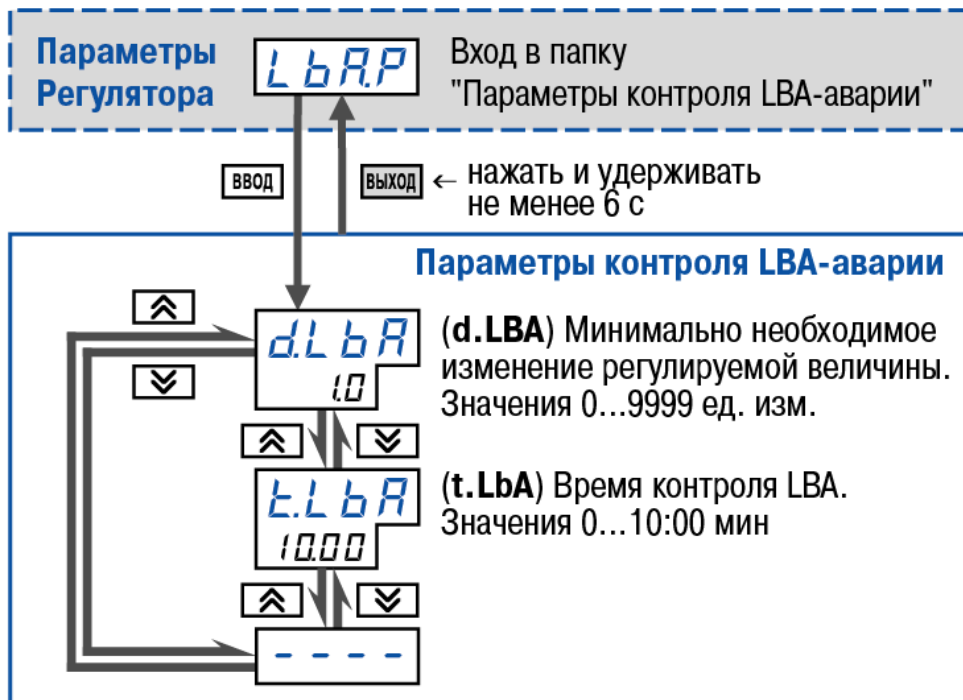 Параметры
Регулятора
LbA.P
Вход в папку
"Параметры контроля LBA-аварии"
ВВОД
ВЫХОД
← нажать и удерживать
не менее 6 с
Параметры контроля LBA-аварии
d.LbA
1.0
(d.LBA) Минимально необходимое
изменение регулируемой величины.
Значения 0...9999 ед. изм.
t.LbA
10.00
(t.LbA) Время контроля LBA.
Значения 0...10:00 мин
- - - -